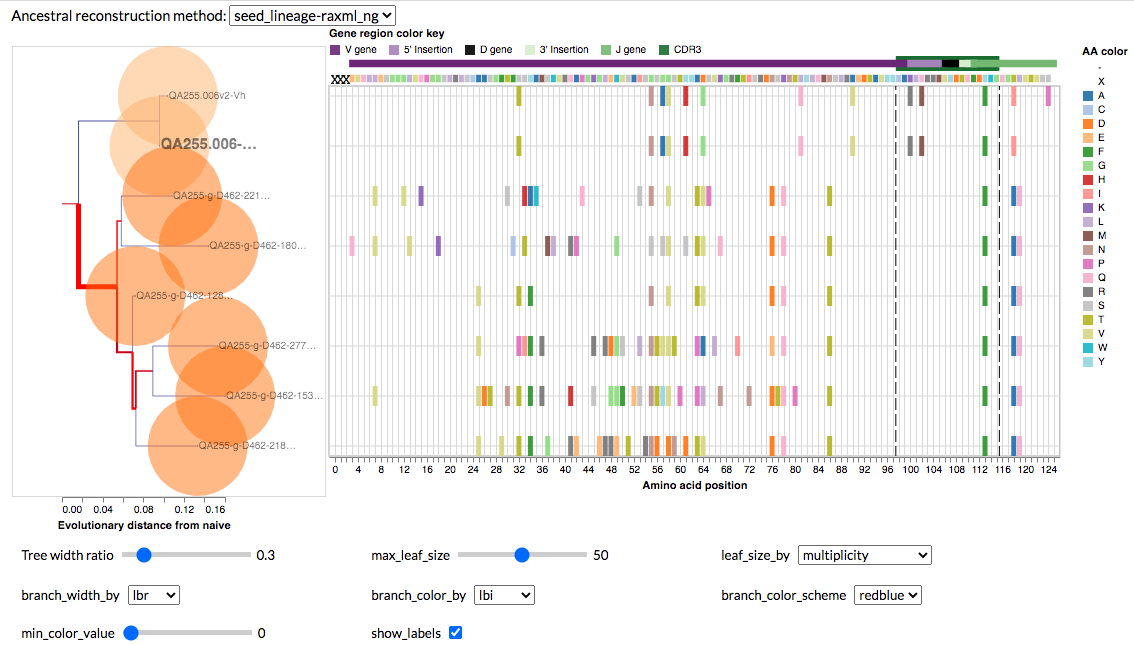 Ancestral reconstruction method: seed_lineage-raxml_ng
Gene region color key
V gene 5' Insertion D gene 3' Insertion J gene CDR3
XXX
AA color
-
X
A
C
D
E
F
G
H
I
K
L
M
N
P
Q
R
S
T
V
W
Y
QA255.006v2-Vh
QA255.006-...
QA255-g-D462-221...
QA255-g-D462-180...
QA255-g-D462-128...
QA255-g-D462-277...
QA255-g-D462-153...
QA255-g-D462-218...
0 4 8 12 16 20 24 28 32 36 40 44 48 52 56 60 64 68 72 76 80 84 88 92 96 100 104 108 112 116 120 124
Amino acid position
0.00 0.04 0.08 0.12 0.16
Evolutionary distance from naive
Tree width ratio 0.3 max_leaf_size 50 leaf_size_by multiplicity
branch_width_by lbr branch_color_by lbi branch_color_scheme redblue
min_color_value 0 show_labels